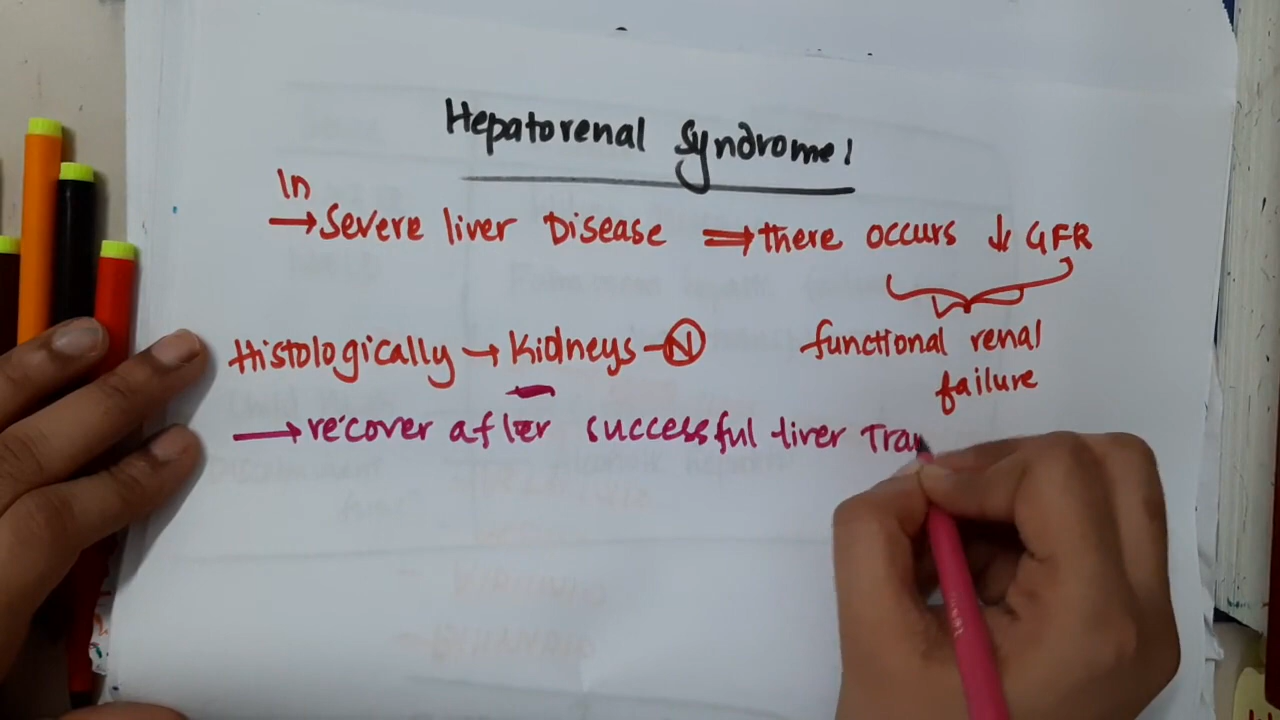 Hepatorenal Syndrome!
In
→ Severe liver Disease ⇒ there occurs ↓ GFR
functional renal
failure
Histologically → Kidneys - N
→ recover after successful liver Tra